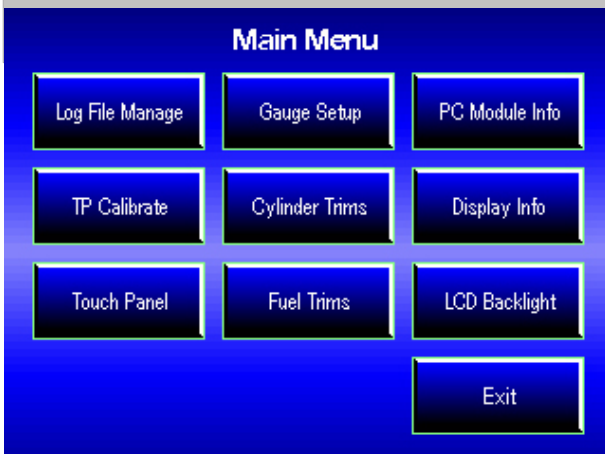 Main Menu
Log File Manage
Gauge Setup
PC Module Info
TP Calibrate
Cylinder Trims
Display Info
Touch Panel
Fuel Trims
LCD Backlight
Exit